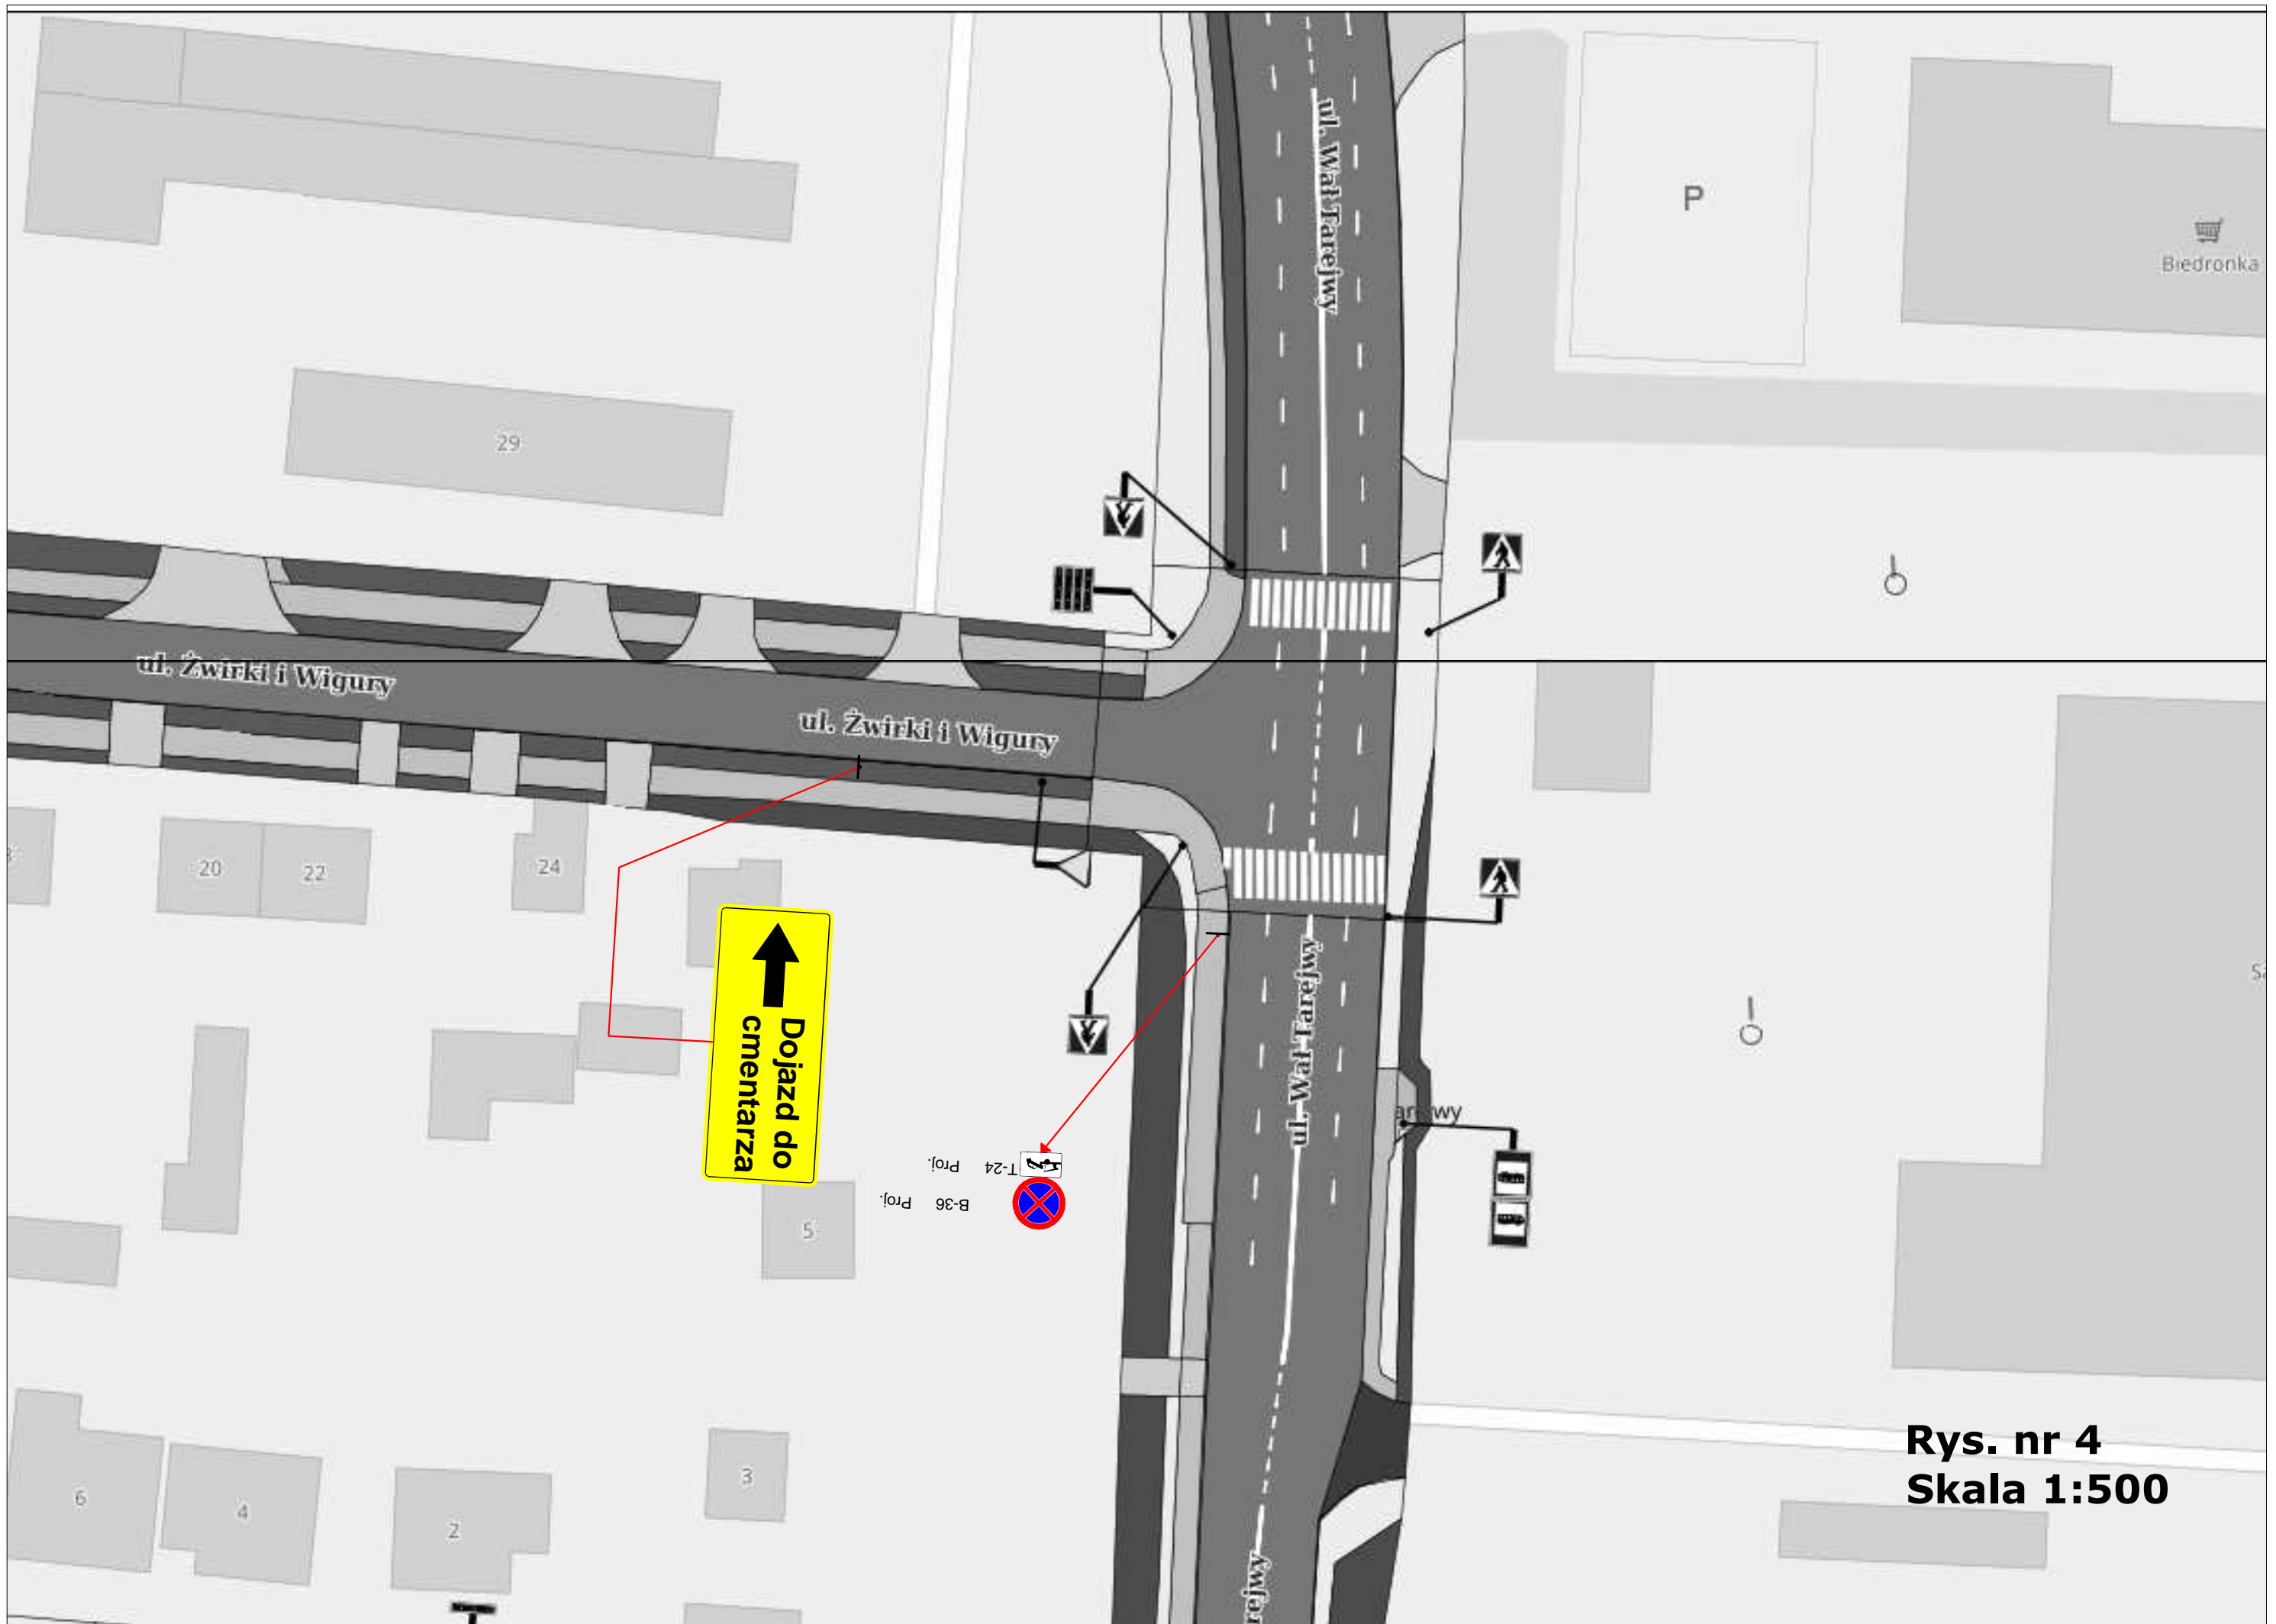 ul. Wał Tarejwy
P
Biedronka
29
ul. Żwirki i Wigury
ul. Żwirki i Wigury
20
22
24
Dojazd do
cmentarza
ul. Wał Tarejwy
T-24 Proj.
B-36 Proj.
5
3
6
4
2
rejwy
Rys. nr 4
Skala 1:500